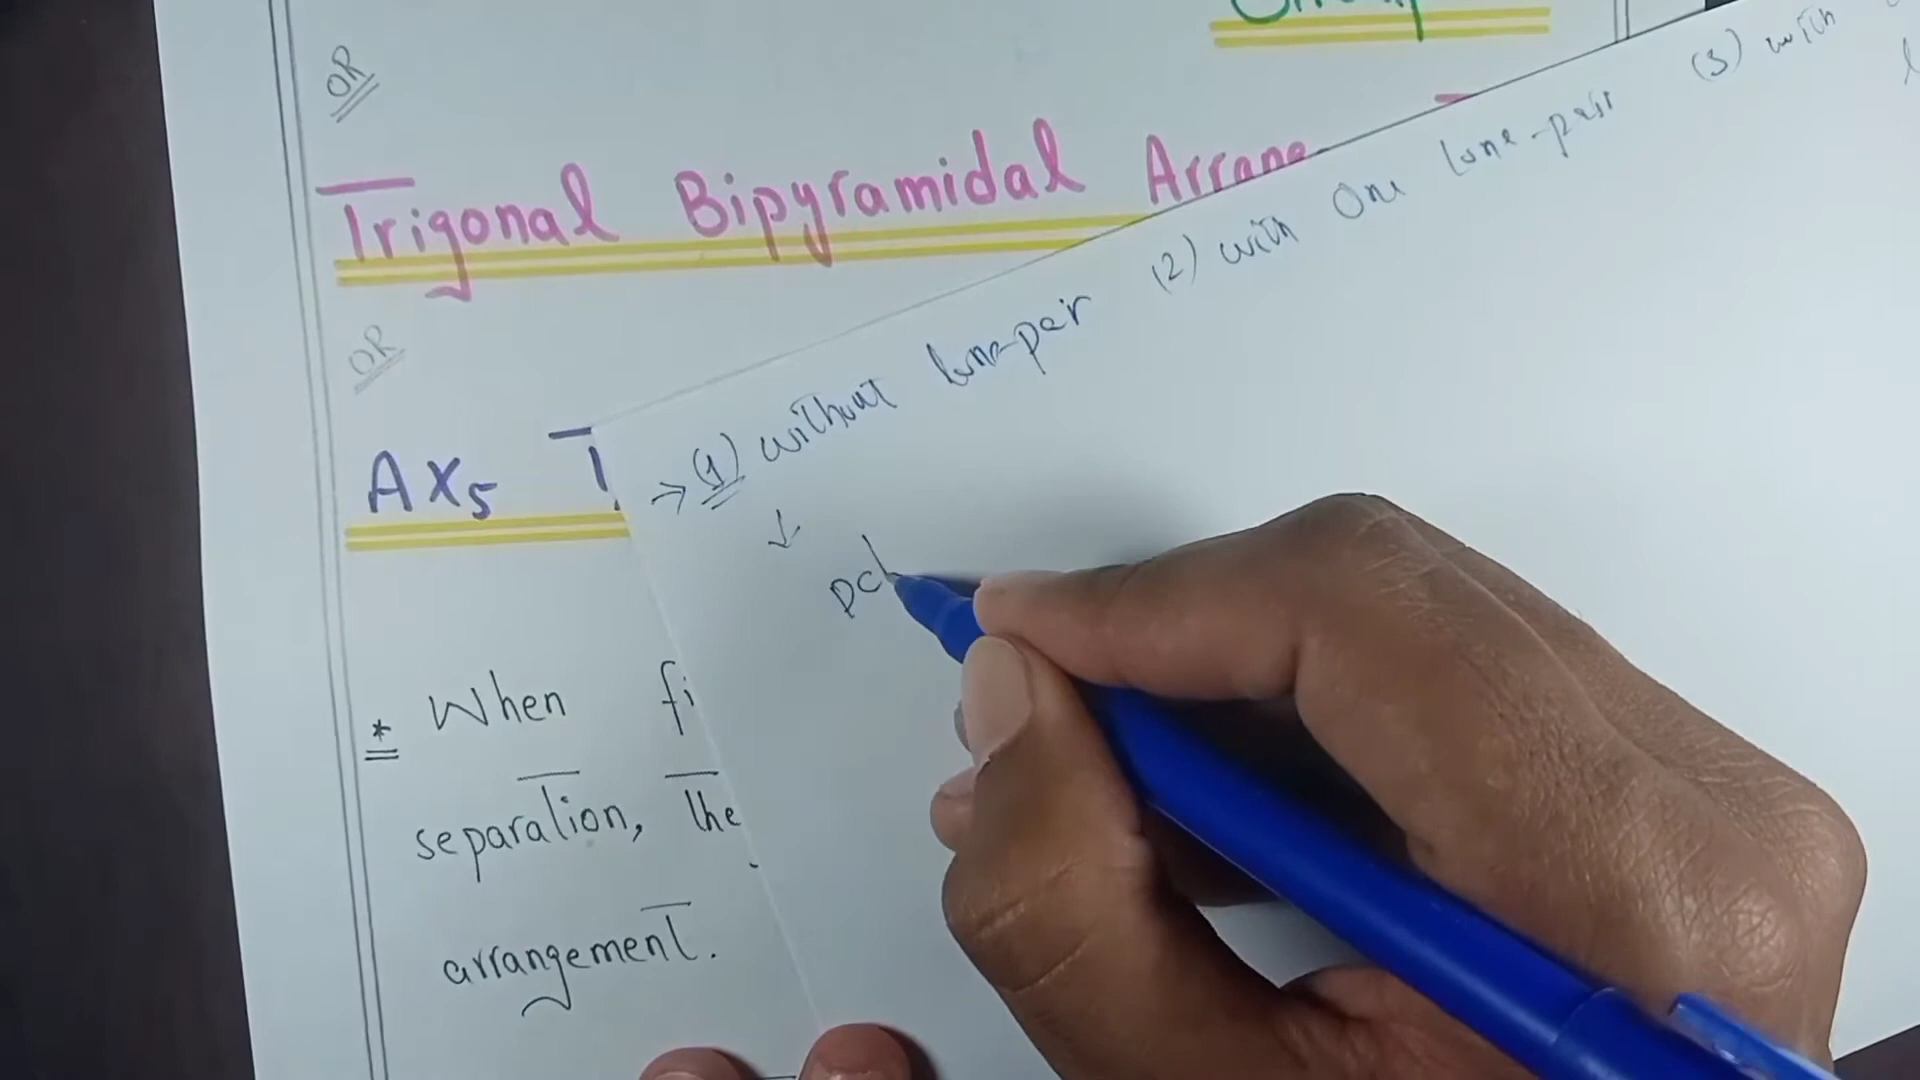 OR
Trigonal Bipyramidal Arrang
OR
AX5 T
* When fi
separation, the
arrangement.
→ (1) without lone-pair (2) with One lone-pair (3) with
↓
PCl